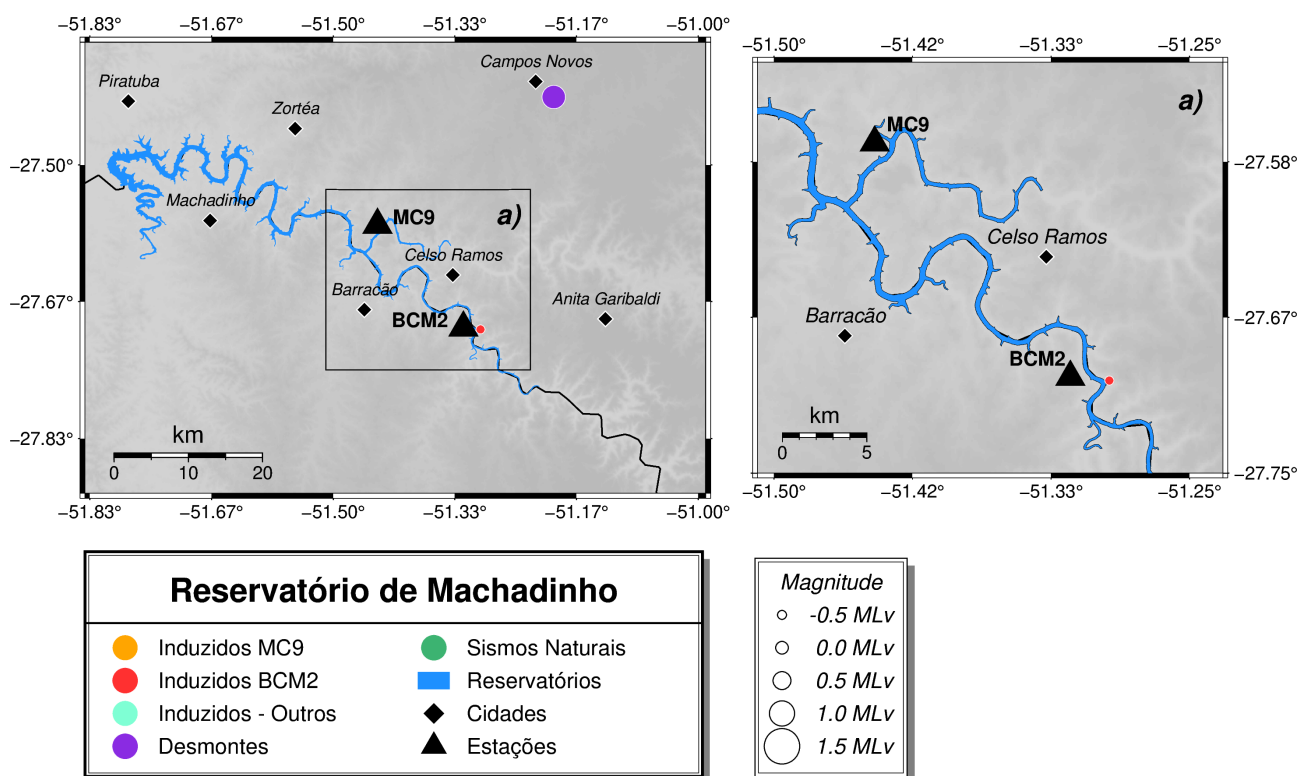 −51.83° −51.67° −51.50° −51.33° −51.17° −51.00°
Piratuba
Campos Novos
Zortéa
−27.50°
Machadinho
a)
MC9
Celso Ramos
−27.67°
Barracão
Anita Garibaldi
BCM2
−27.83°
km
0 10 20
−51.83° −51.67° −51.50° −51.33° −51.17° −51.00°
−51.50° −51.42° −51.33° −51.25°
a)
MC9
−27.58°
Celso Ramos
Barracão
−27.67°
BCM2
km
0 5
−27.75°
−51.50° −51.42° −51.33° −51.25°
Reservatório de Machadinho
Induzidos MC9
Induzidos BCM2
Induzidos - Outros
Desmontes
Sismos Naturais
Reservatórios
Cidades
Estações
Magnitude
-0.5 MLv
0.0 MLv
0.5 MLv
1.0 MLv
1.5 MLv